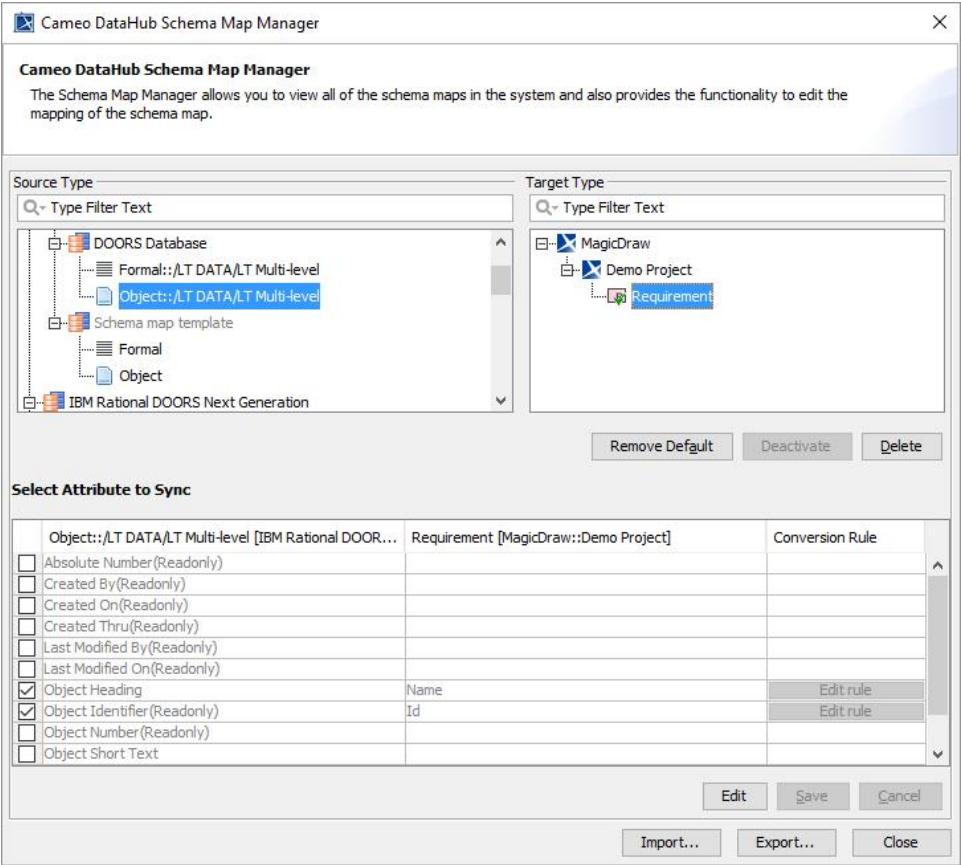 Cameo DataHub Schema Map Manager
Cameo DataHub Schema Map Manager
The Schema Map Manager allows you to view all of the schema maps in the system and also provides the functionality to edit the
mapping of the schema map.
Source Type
Type Filter Text
DOORS Database
Formal::/LT DATA/LT Multi-level
Object::/LT DATA/LT Multi-level
Schema map template
Formal
Object
IBM Rational DOORS Next Generation
Target Type
Type Filter Text
MagicDraw
Demo Project
Requirement
Remove Default Deactivate Delete
Select Attribute to Sync
Object::/LT DATA/LT Multi-level [IBM Rational DOOR... Requirement [MagicDraw::Demo Project] Conversion Rule
Absolute Number(Readonly)
Created By(Readonly)
Created On(Readonly)
Created Thru(Readonly)
Last Modified By(Readonly)
Last Modified On(Readonly)
Object Heading Name Edit rule
Object Identifier(Readonly) Id Edit rule
Object Number(Readonly)
Object Short Text
Edit Save Cancel
Import... Export... Close